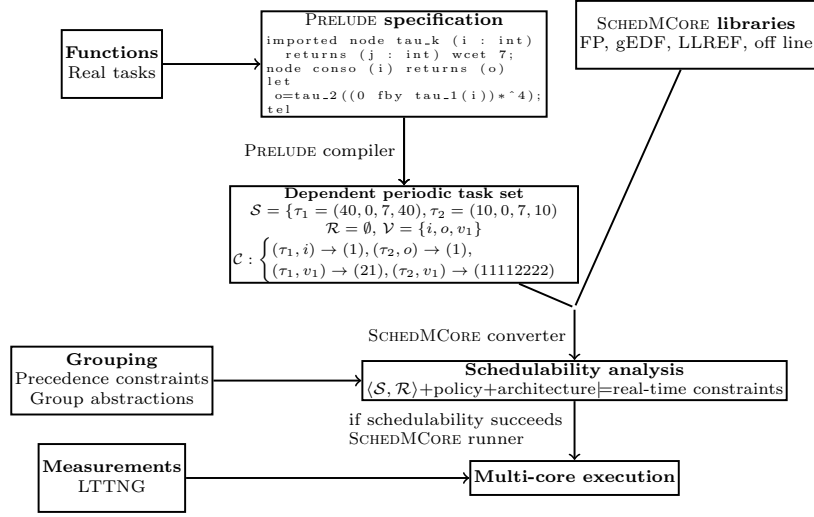 Functions
Real tasks
PRELUDE specification
imported node tau_k (i : int)
returns (j : int) wcet 7;
node conso (i) returns (o)
let
o=tau_2((0 fby tau_1(i))*^4);
tel
SCHEDMCORE libraries
FP, gEDF, LLREF, off line
PRELUDE compiler
Dependent periodic task set
S = {τ1 = (40, 0, 7, 40), τ2 = (10, 0, 7, 10)
R = ∅, V = {i, o, v1}
C : { (τ1, i) → (1), (τ2, o) → (1),
(τ1, v1) → (21), (τ2, v1) → (11112222)
SCHEDMCORE converter
Grouping
Precedence constraints
Group abstractions
Schedulability analysis
⟨S, R⟩+policy+architecture|=real-time constraints
if schedulability succeeds
SCHEDMCORE runner
Measurements
LTTNG
Multi-core execution